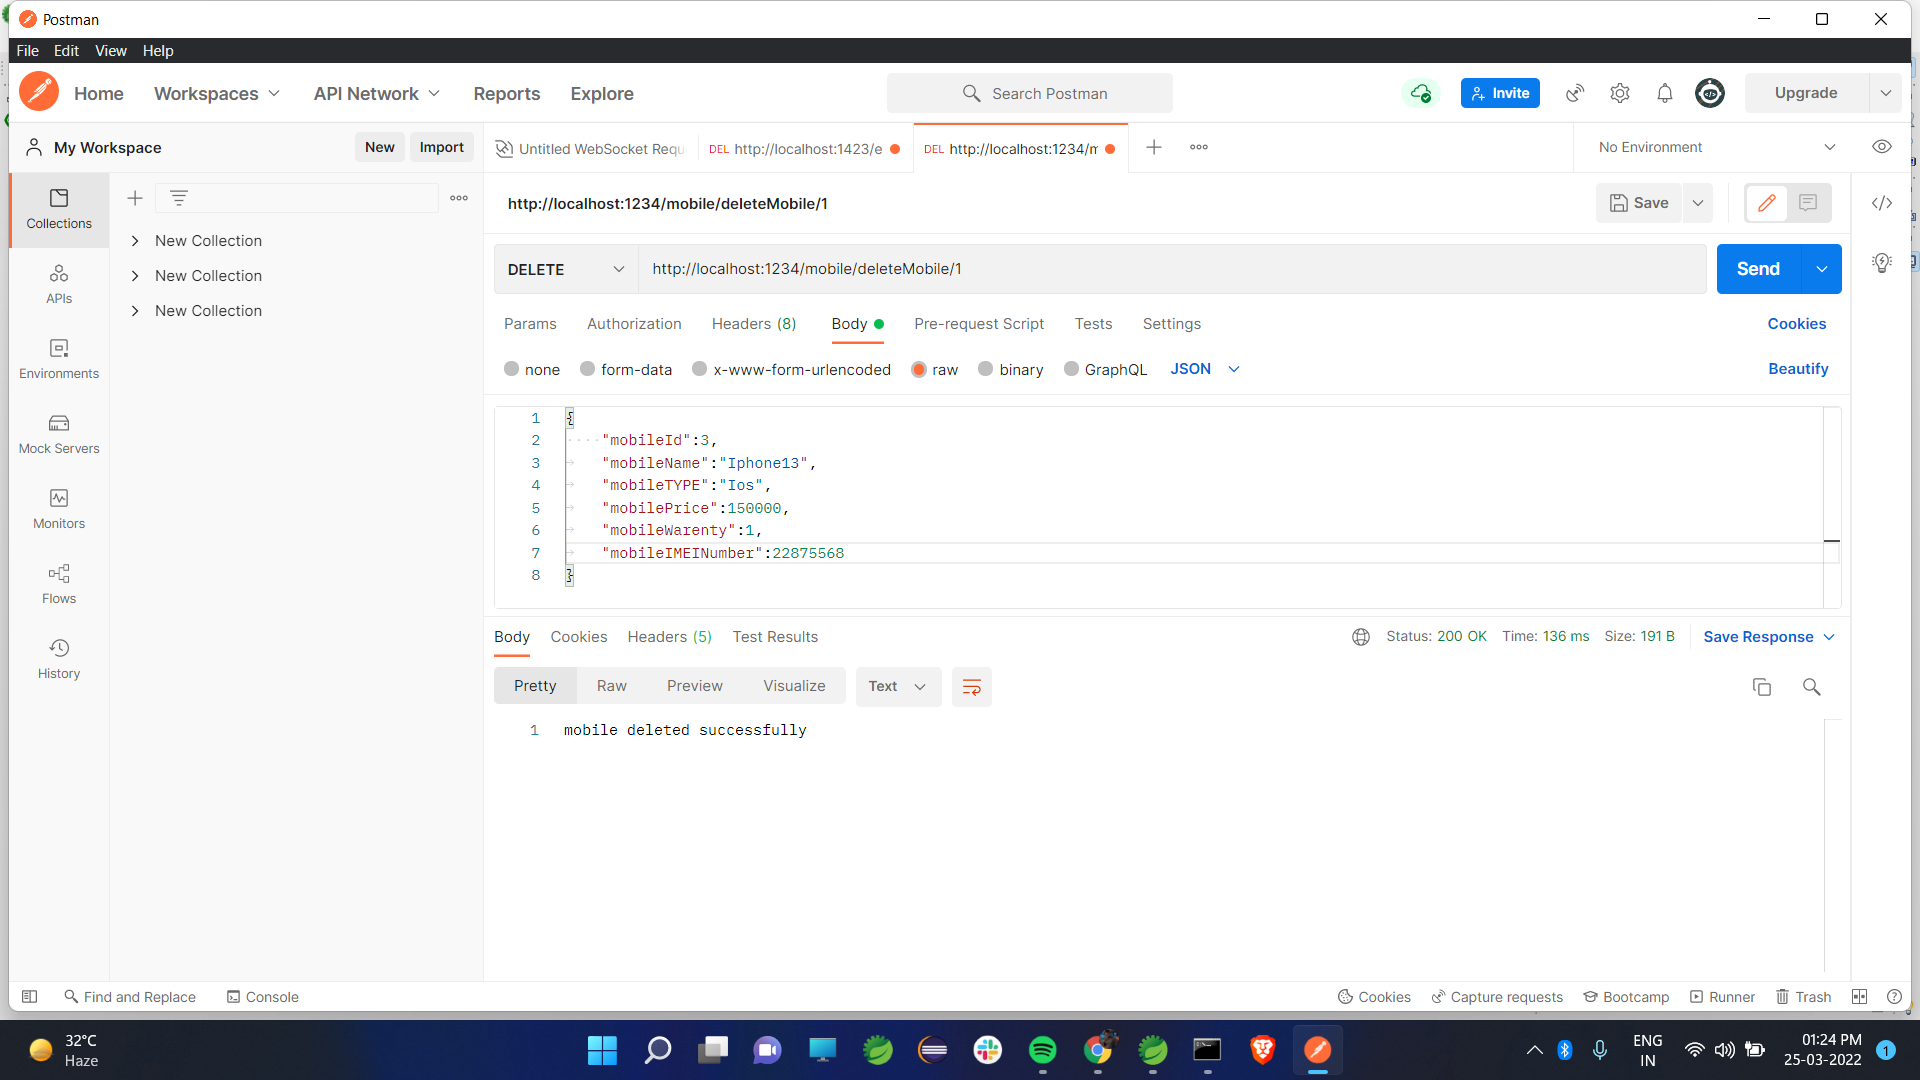 Postman
File Edit View Help
Home Workspaces API Network Reports Explore Search Postman Invite Upgrade
My Workspace New Import Untitled WebSocket Requ DEL http://localhost:1423/e DEL http://localhost:1234/m No Environment
Collections
APIs
Environments
Mock Servers
Monitors
Flows
History
New Collection
New Collection
New Collection
http://localhost:1234/mobile/deleteMobile/1 Save
DELETE http://localhost:1234/mobile/deleteMobile/1 Send
Params Authorization Headers (8) Body Pre-request Script Tests Settings Cookies
none form-data x-www-form-urlencoded raw binary GraphQL JSON Beautify
1 {
2 "mobileId":3,
3 "mobileName":"Iphone13",
4 "mobileTYPE":"Ios",
5 "mobilePrice":150000,
6 "mobileWarenty":1,
7 "mobileIMEINumber":22875568
8 }
Body Cookies Headers (5) Test Results Status: 200 OK Time: 136 ms Size: 191 B Save Response
Pretty Raw Preview Visualize Text
1 mobile deleted successfully
Find and Replace Console Cookies Capture requests Bootcamp Runner Trash
32°C
Haze
ENG
IN
01:24 PM
25-03-2022
1